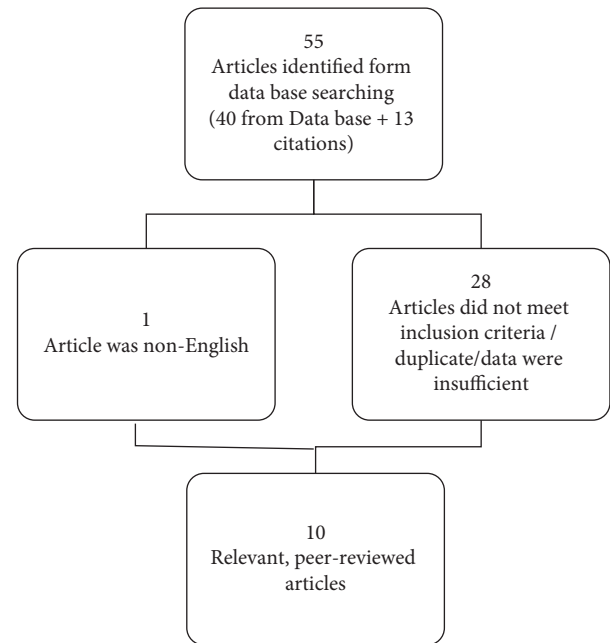 55
Articles identified form
data base searching
(40 from Data base + 13
citations)
1
Article was non-English
28
Articles did not meet
inclusion criteria /
duplicate/data were
insufficient
10
Relevant, peer-reviewed
articles